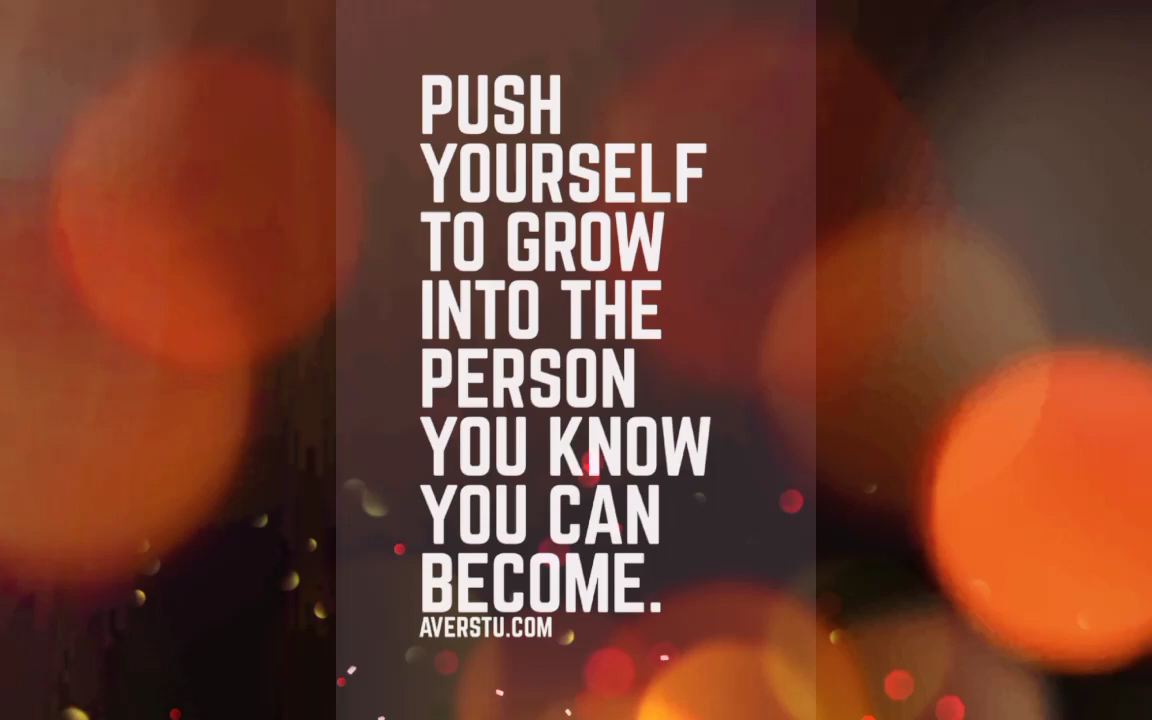 PUSH
YOURSELF
TO GROW
INTO THE
PERSON
YOU KNOW
YOU CAN
BECOME.
AVERSTU.COM